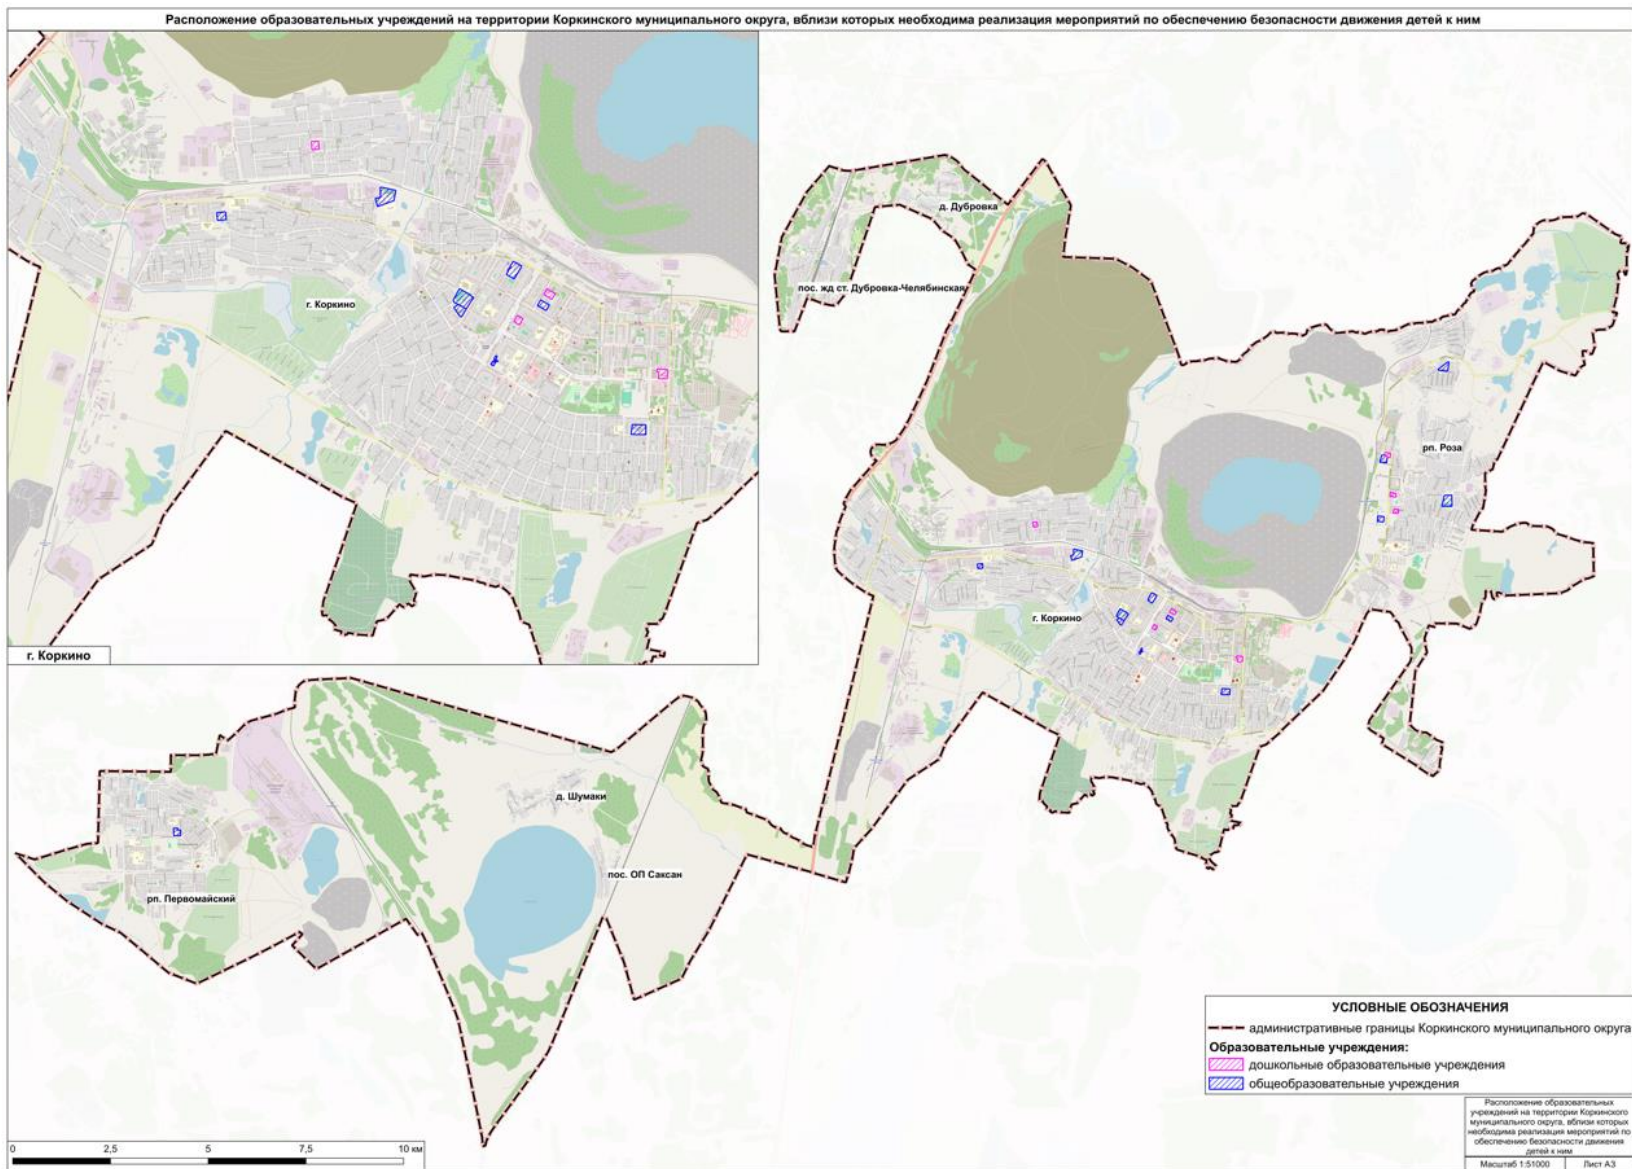 Расположение образовательных учреждений на территории Коркинского муниципального округа, вблизи которых необходима реализация мероприятий по обеспечению безопасности движения детей к ним
г. Коркино
г. Коркино
д. Дубровка
пос. жд ст. Дубровка-Челябинская
рп. Роза
г. Коркино
д. Шумаки
пос. ОП Саксан
рп. Первомайский
УСЛОВНЫЕ ОБОЗНАЧЕНИЯ
административные границы Коркинского муниципального округа
Образовательные учреждения:
дошкольные образовательные учреждения
общеобразовательные учреждения
Расположение образовательных
учреждений на территории Коркинского
муниципального округа, вблизи которых
необходима реализация мероприятий по
обеспечению безопасности движения
детей к ним
Масштаб 1:51000 Лист А3
0 2,5 5 7,5 10 км